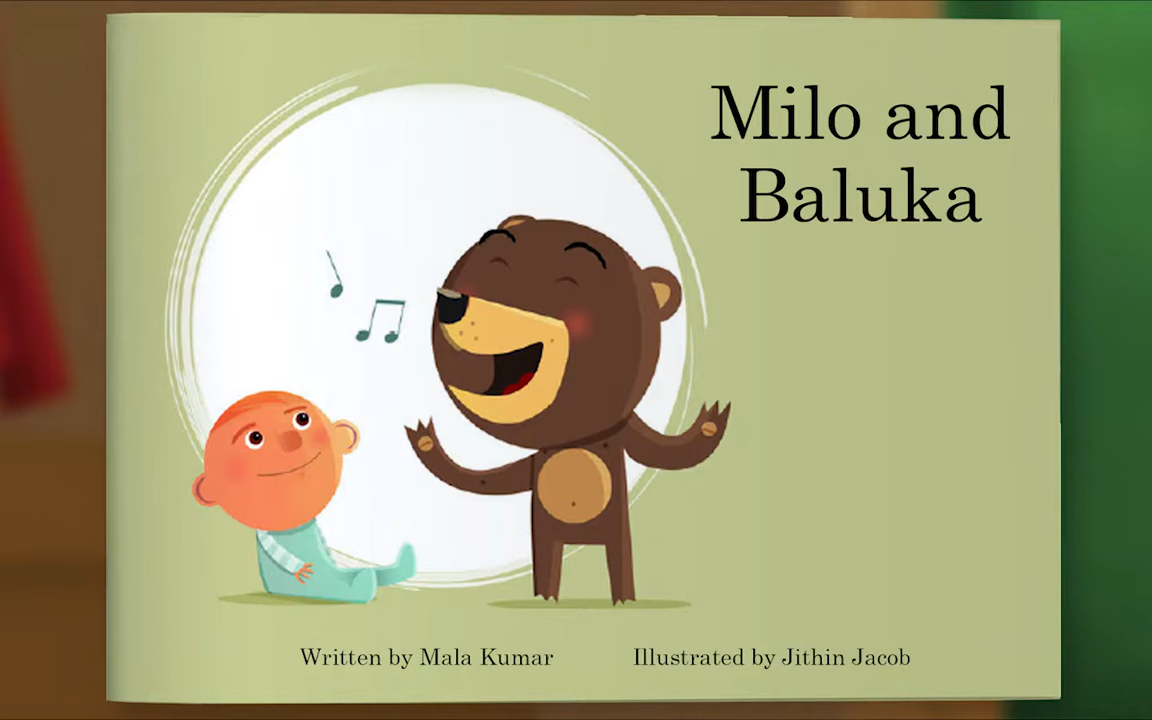 Milo and
Baluka
Written by Mala Kumar
Illustrated by Jithin Jacob